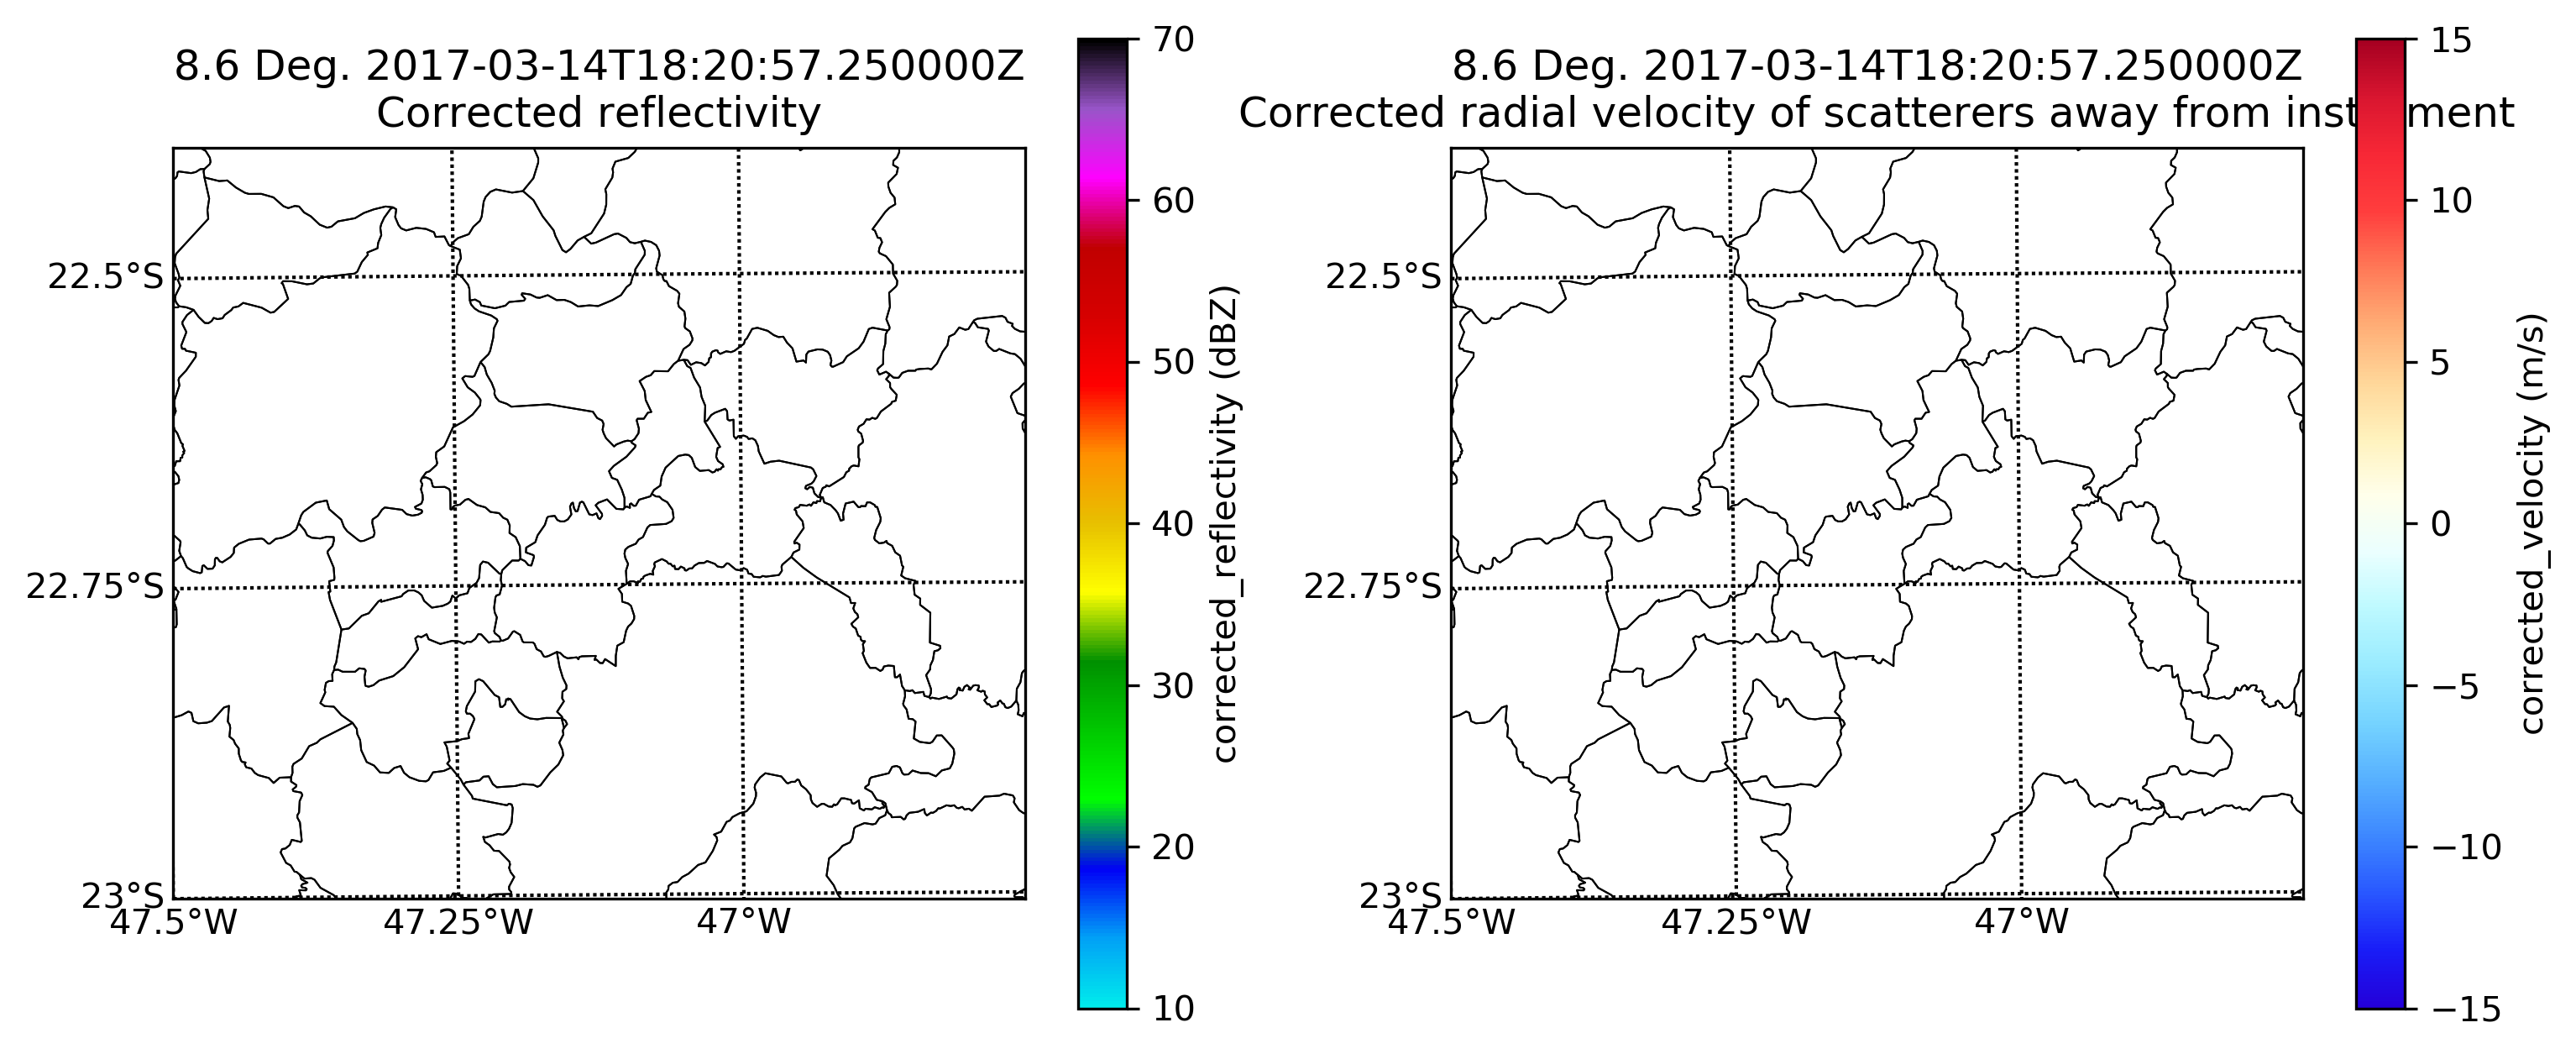 8.6 Deg. 2017-03-14T18:20:57.250000Z
Corrected reflectivity
22.5°S
22.75°S
23°S
47.5°W
47.25°W
47°W
70
60
50
40
30
20
10
corrected_reflectivity (dBZ)
8.6 Deg. 2017-03-14T18:20:57.250000Z
Corrected radial velocity of scatterers away from inst ment
22.5°S
22.75°S
23°S
47.5°W
47.25°W
47°W
15
10
5
0
−5
−10
−15
corrected_velocity (m/s)